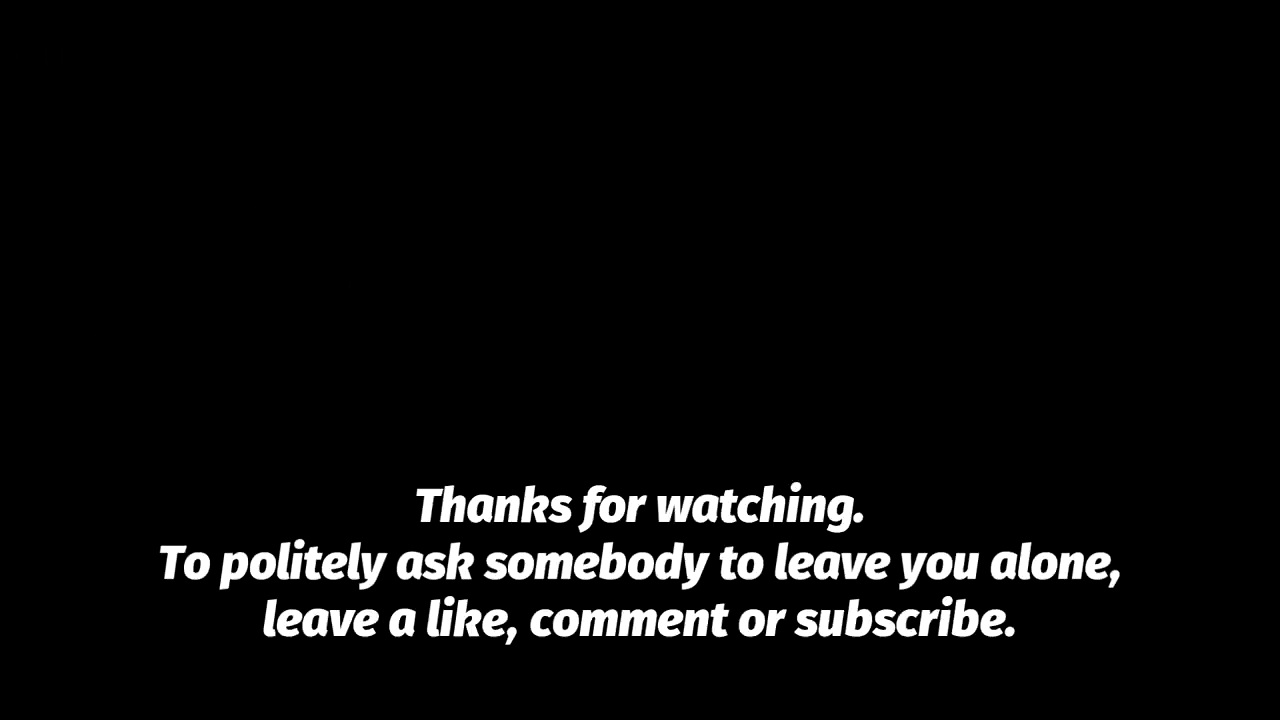 Thanks for watching.
To politely ask somebody to leave you alone,
leave a like, comment or subscribe.